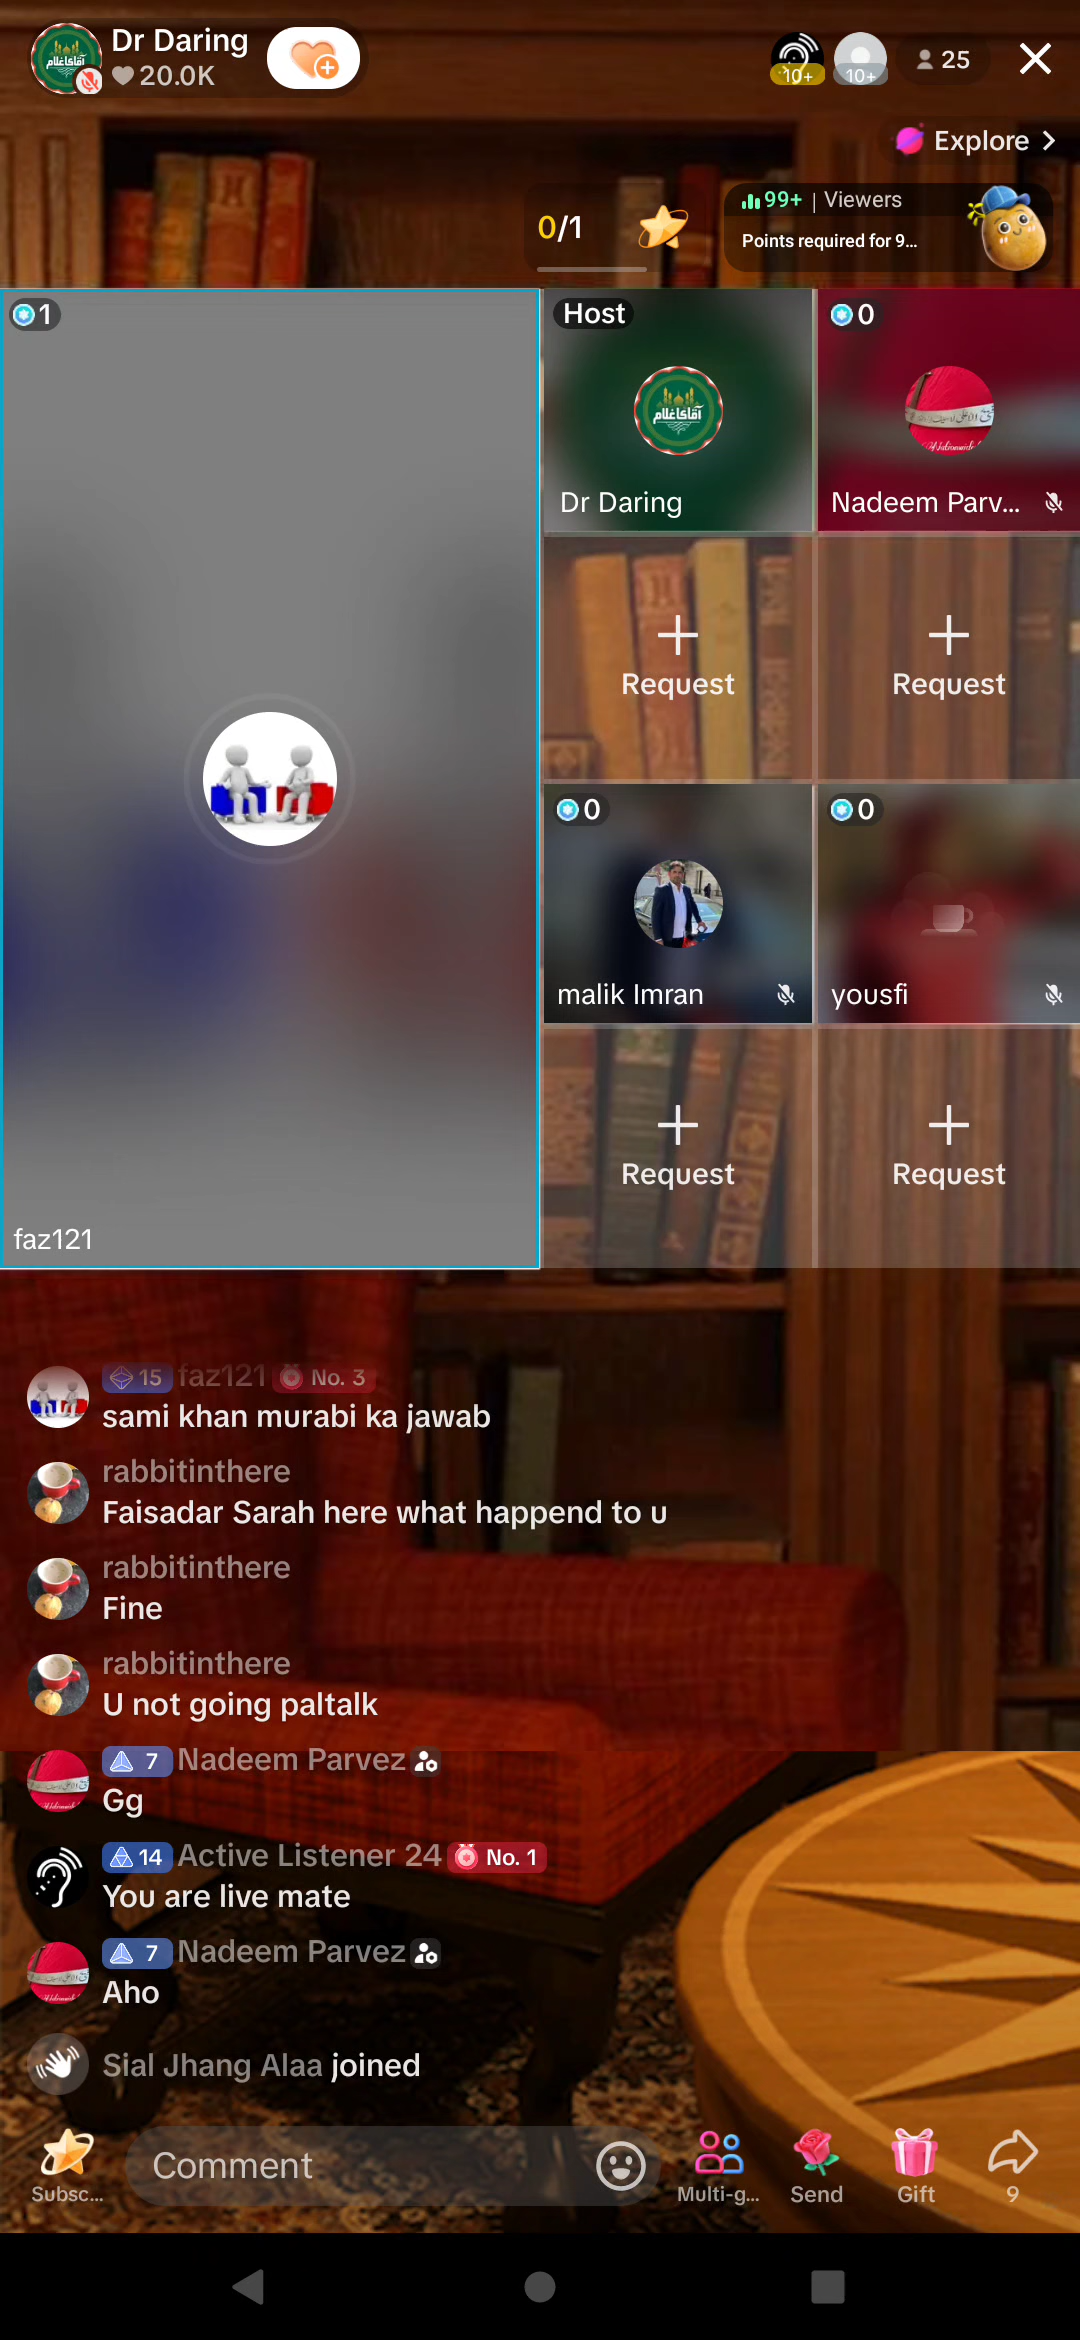 Dr Daring
20.0K
10+
10+
25
Explore
0/1
99+ | Viewers
Points required for 9...
1
Host
آقا کا غلام
Dr Daring
0
Nadeem Parv...
Request
Request
0
malik Imran
0
yousfi
Request
Request
faz121
15 faz121 No. 3
sami khan murabi ka jawab
rabbitinthere
Faisadar Sarah here what happend to u
rabbitinthere
Fine
rabbitinthere
U not going paltalk
7 Nadeem Parvez
Gg
14 Active Listener 24 No. 1
You are live mate
7 Nadeem Parvez
Aho
Sial Jhang Alaa joined
Subsc...
Comment
Multi-g...
Send
Gift
9